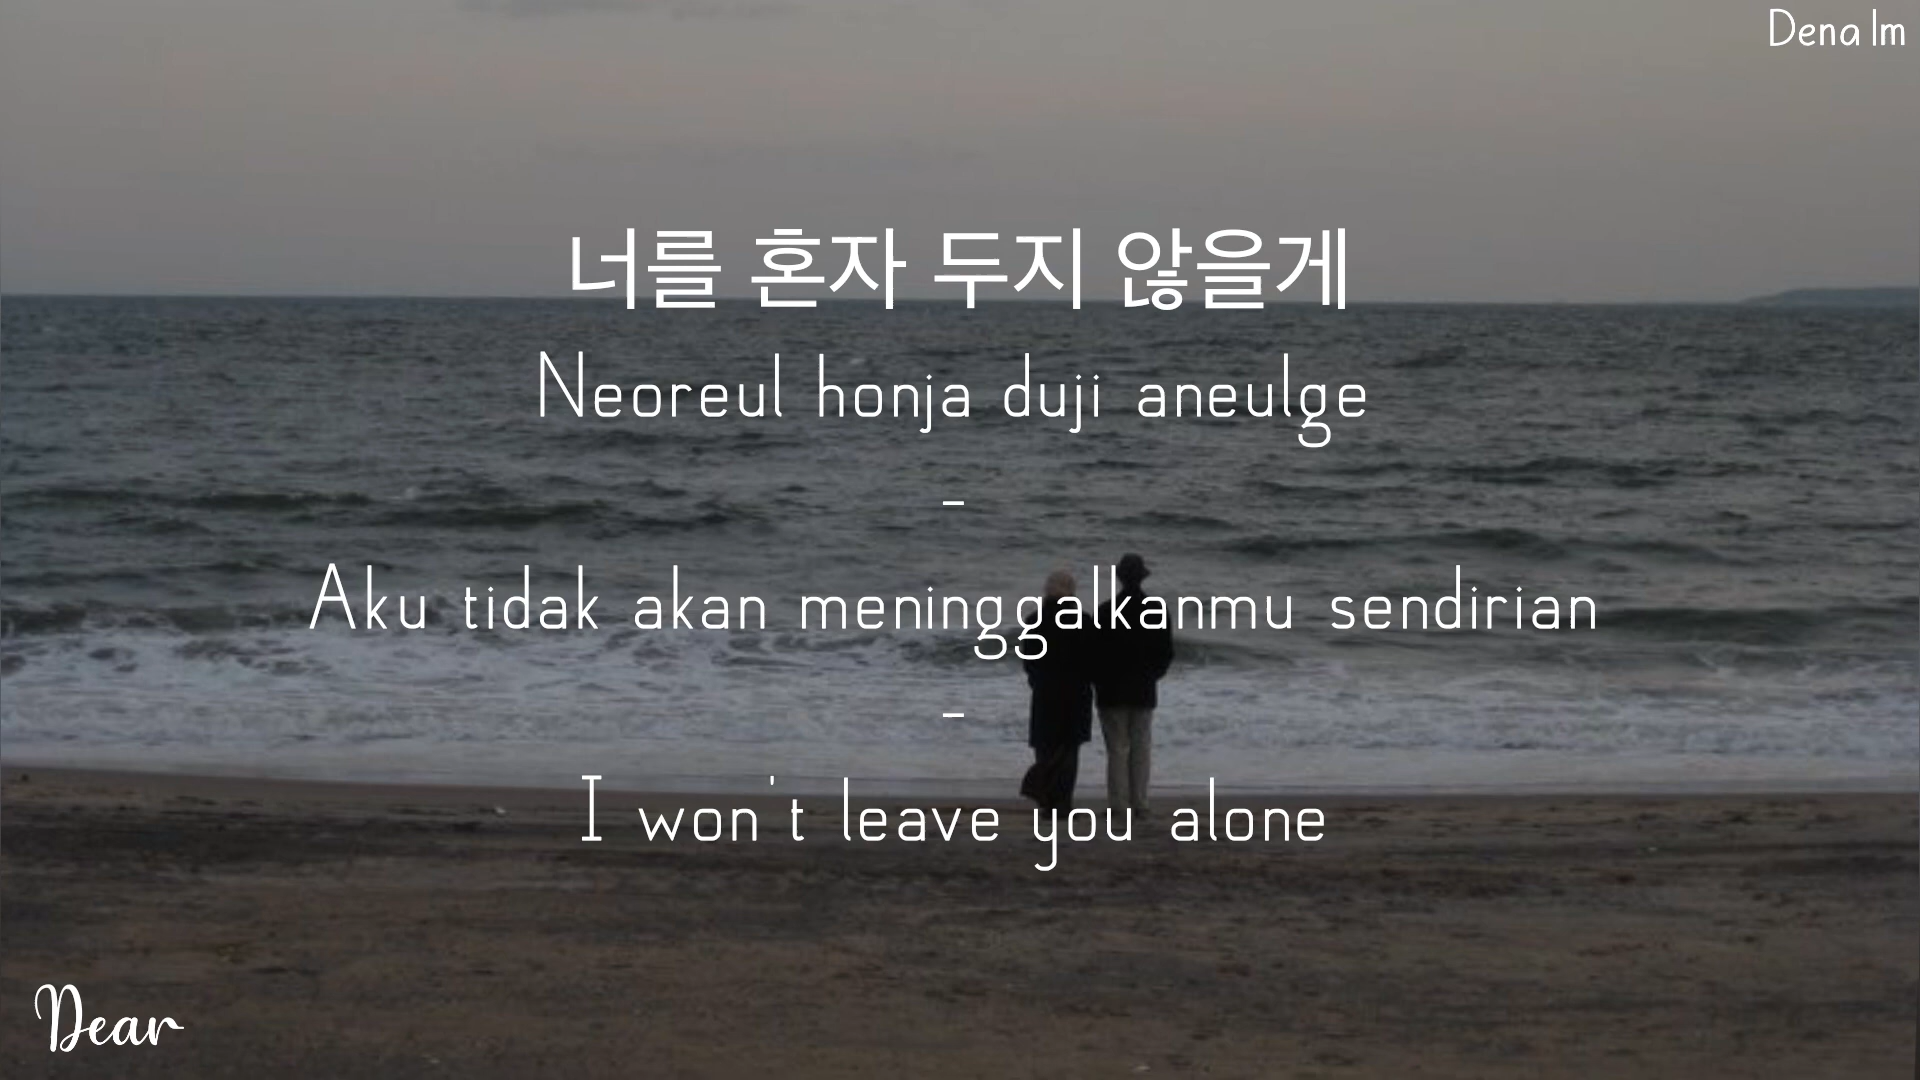 Dena Im
너를 혼자 두지 않을게
Neoreul honja duji aneulge
-
Aku tidak akan meninggalkanmu sendirian
-
I won't leave you alone
Dear